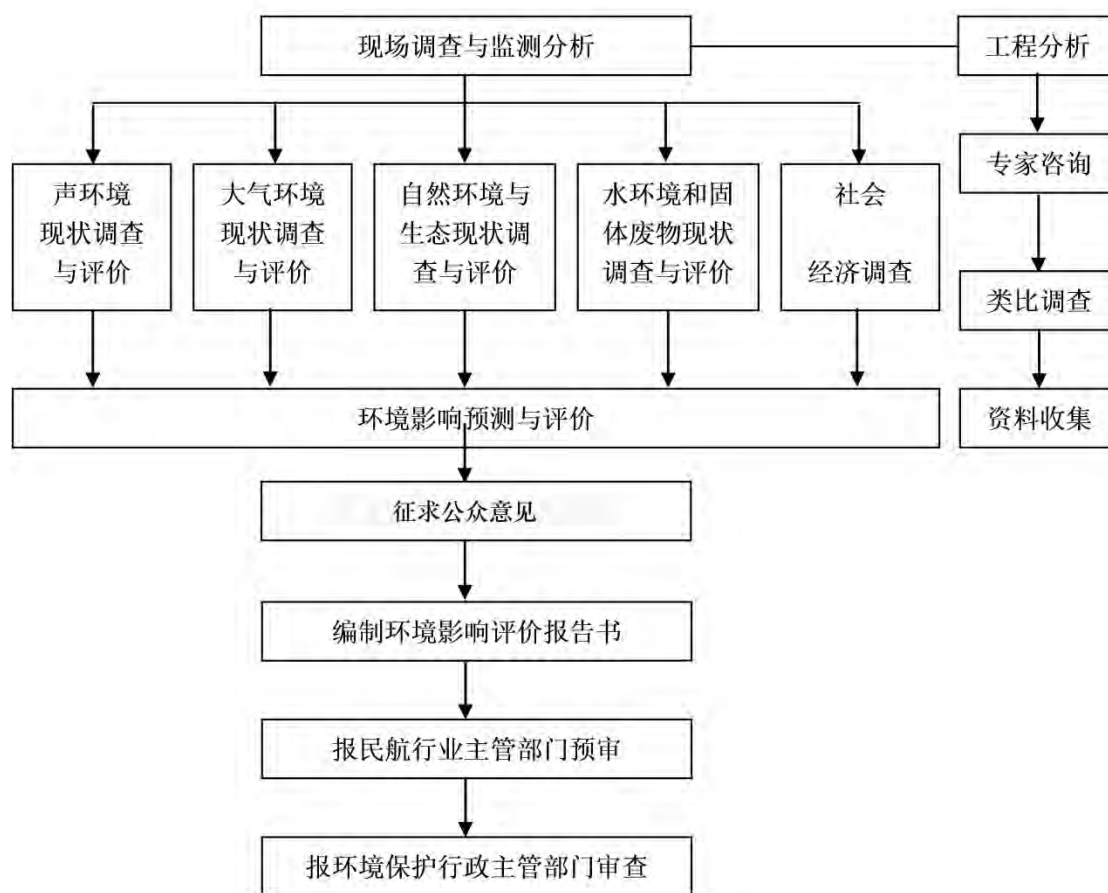 现场调查与监测分析
工程分析
声环境
现状调查
与评价
大气环境
现状调查
与评价
自然环境与
生态现状调
查与评价
水环境和固
体废物现状
调查与评价
社会
经济调查
专家咨询
类比调查
环境影响预测与评价
资料收集
征求公众意见
编制环境影响评价报告书
报民航行业主管部门预审
报环境保护行政主管部门审查